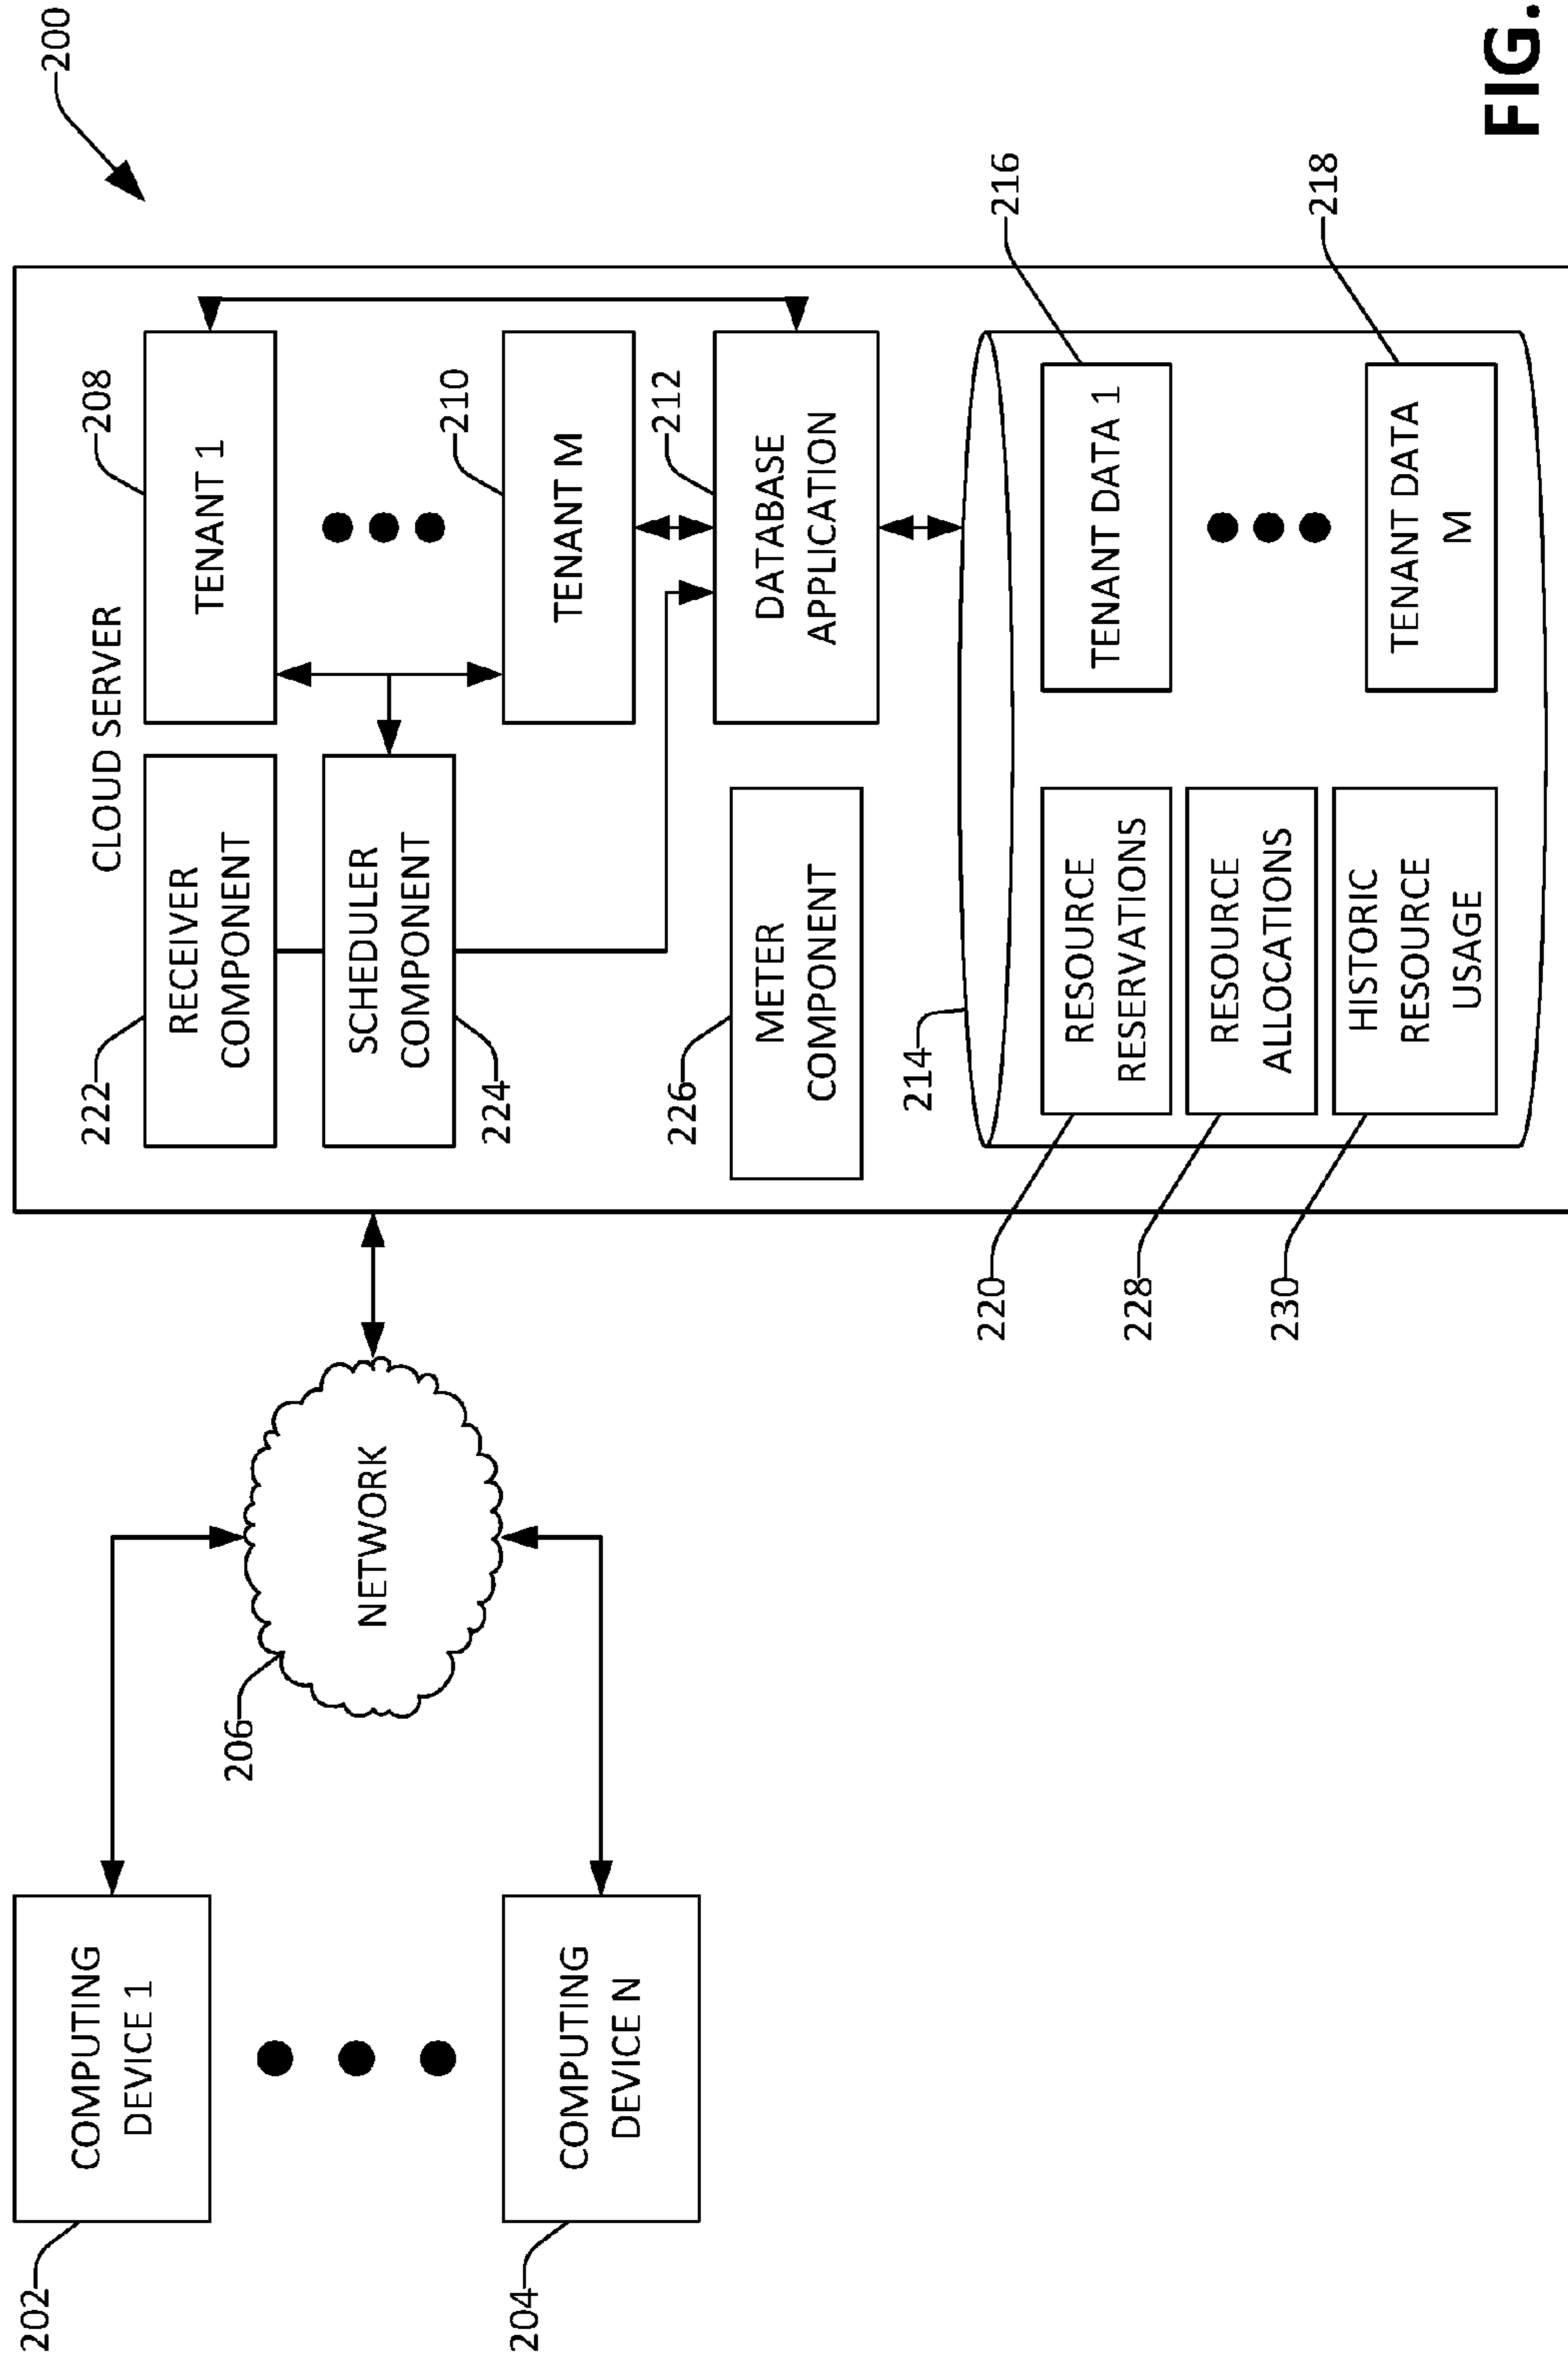 200
202
COMPUTING
DEVICE 1
204
COMPUTING
DEVICE N
206
NETWORK
CLOUD SERVER
222
RECEIVER
COMPONENT
208
TENANT 1
SCHEDULER
COMPONENT
224
210
TENANT M
226
METER
COMPONENT
212
DATABASE
APPLICATION
214
220
RESOURCE
RESERVATIONS
216
TENANT DATA 1
228
RESOURCE
ALLOCATIONS
230
HISTORIC
RESOURCE
USAGE
218
TENANT DATA
M
FIG.